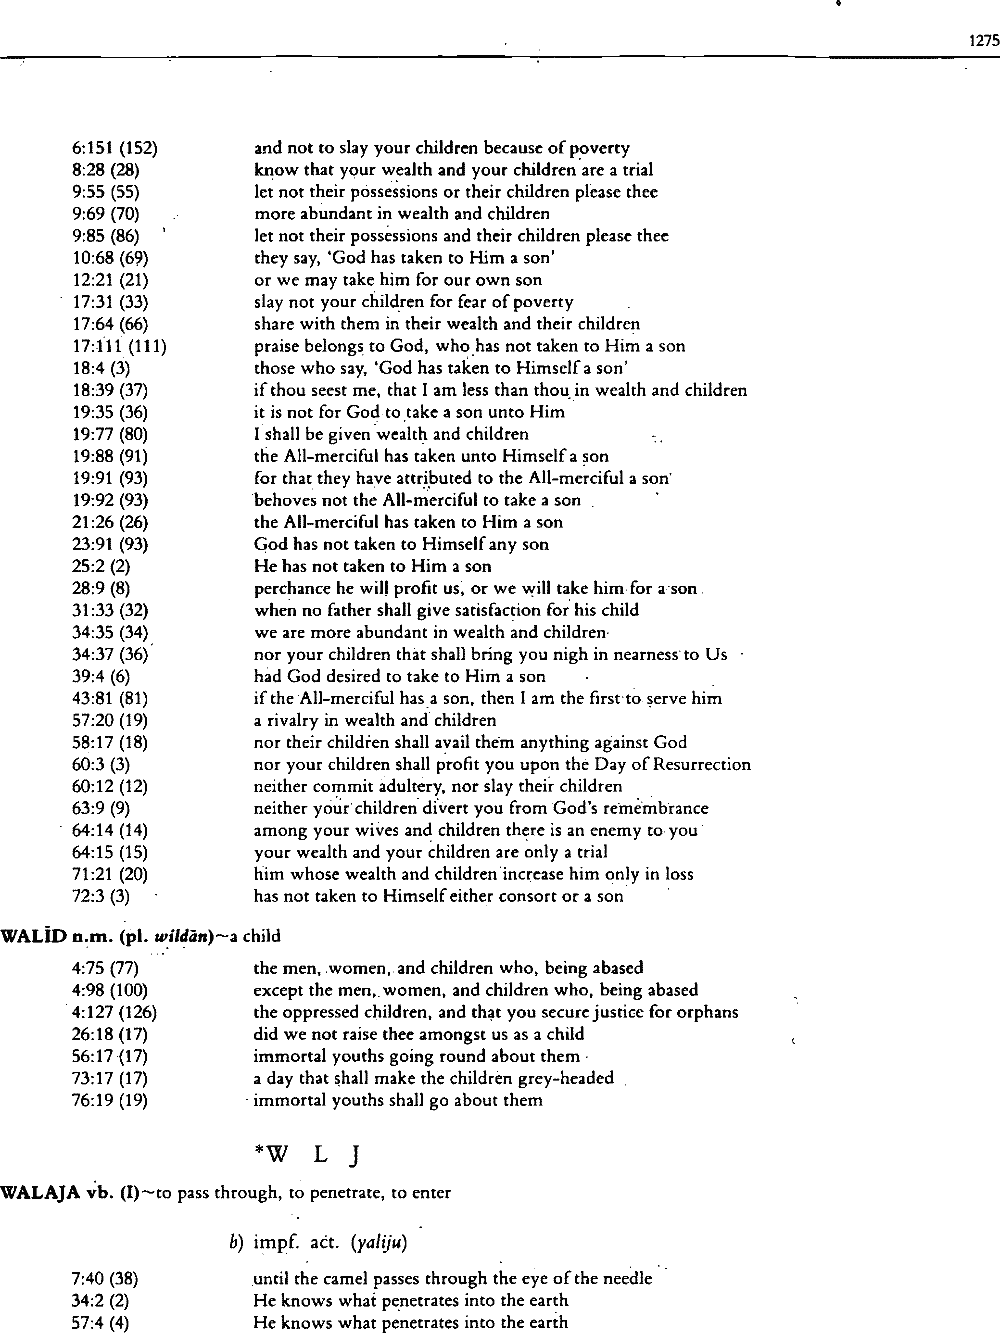 1275
6:151 (152) and not to slay your children because of poverty
8:28 (28) know that your wealth and your children are a trial
9:55 (55) let not their possessions or their children please thee
9:69 (70) more abundant in wealth and children
9:85 (86) let not their possessions and their children please thee
10:68 (69) they say, ‘God has taken to Him a son’
12:21 (21) or we may take him for our own son
17:31 (33) slay not your children for fear of poverty
17:64 (66) share with them in their wealth and their children
17:111 (111) praise belongs to God, who has not taken to Him a son
18:4 (3) those who say, ‘God has taken to Himself a son’
18:39 (37) if thou seest me, that I am less than thou in wealth and children
19:35 (36) it is not for God to take a son unto Him
19:77 (80) I shall be given wealth and children
19:88 (91) the All-merciful has taken unto Himself a son
19:91 (93) for that they have attributed to the All-merciful a son
19:92 (93) behoves not the All-merciful to take a son
21:26 (26) the All-merciful has taken to Him a son
23:91 (93) God has not taken to Himself any son
25:2 (2) He has not taken to Him a son
28:9 (8) perchance he will profit us, or we will take him for a son
31:33 (32) when no father shall give satisfaction for his child
34:35 (34) we are more abundant in wealth and children
34:37 (36) nor your children that shall bring you nigh in nearness to Us
39:4 (6) had God desired to take to Him a son
43:81 (81) if the All-merciful has a son, then I am the first to serve him
57:20 (19) a rivalry in wealth and children
58:17 (18) nor their children shall avail them anything against God
60:3 (3) nor your children shall profit you upon the Day of Resurrection
60:12 (12) neither commit adultery, nor slay their children
63:9 (9) neither your children divert you from God's remembrance
64:14 (14) among your wives and children there is an enemy to you
64:15 (15) your wealth and your children are only a trial
71:21 (20) him whose wealth and children increase him only in loss
72:3 (3) has not taken to Himself either consort or a son
WALĪD n.m. (pl. wildān)~a child
4:75 (77) the men, women, and children who, being abased
4:98 (100) except the men, women, and children who, being abased
4:127 (126) the oppressed children, and that you secure justice for orphans
26:18 (17) did we not raise thee amongst us as a child
56:17 (17) immortal youths going round about them
73:17 (17) a day that shall make the children grey-headed
76:19 (19) immortal youths shall go about them
*W L J
WALAJA vb. (I)~to pass through, to penetrate, to enter
b) impf. act. (yaliju)
7:40 (38) until the camel passes through the eye of the needle
34:2 (2) He knows what penetrates into the earth
57:4 (4) He knows what penetrates into the earth